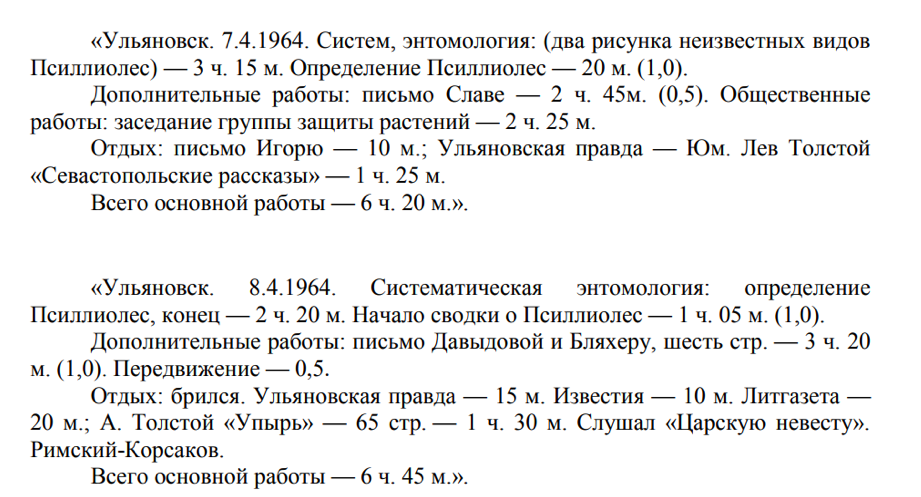 «Ульяновск. 7.4.1964. Систем, энтомология: (два рисунка неизвестных видов
Псиллиолес) — 3 ч. 15 м. Определение Псиллиолес — 20 м. (1,0).
Дополнительные работы: письмо Славе — 2 ч. 45м. (0,5). Общественные
работы: заседание группы защиты растений — 2 ч. 25 м.
Отдых: письмо Игорю — 10 м.; Ульяновская правда — Юм. Лев Толстой
«Севастопольские рассказы» — 1 ч. 25 м.
Всего основной работы — 6 ч. 20 м.».
«Ульяновск. 8.4.1964. Систематическая энтомология: определение
Псиллиолес, конец — 2 ч. 20 м. Начало сводки о Псиллиолес — 1 ч. 05 м. (1,0).
Дополнительные работы: письмо Давыдовой и Бляхеру, шесть стр. — 3 ч. 20
м. (1,0). Передвижение — 0,5.
Отдых: брился. Ульяновская правда — 15 м. Известия — 10 м. Литгазета —
20 м.; А. Толстой «Упырь» — 65 стр. — 1 ч. 30 м. Слушал «Царскую невесту».
Римский-Корсаков.
Всего основной работы — 6 ч. 45 м.».